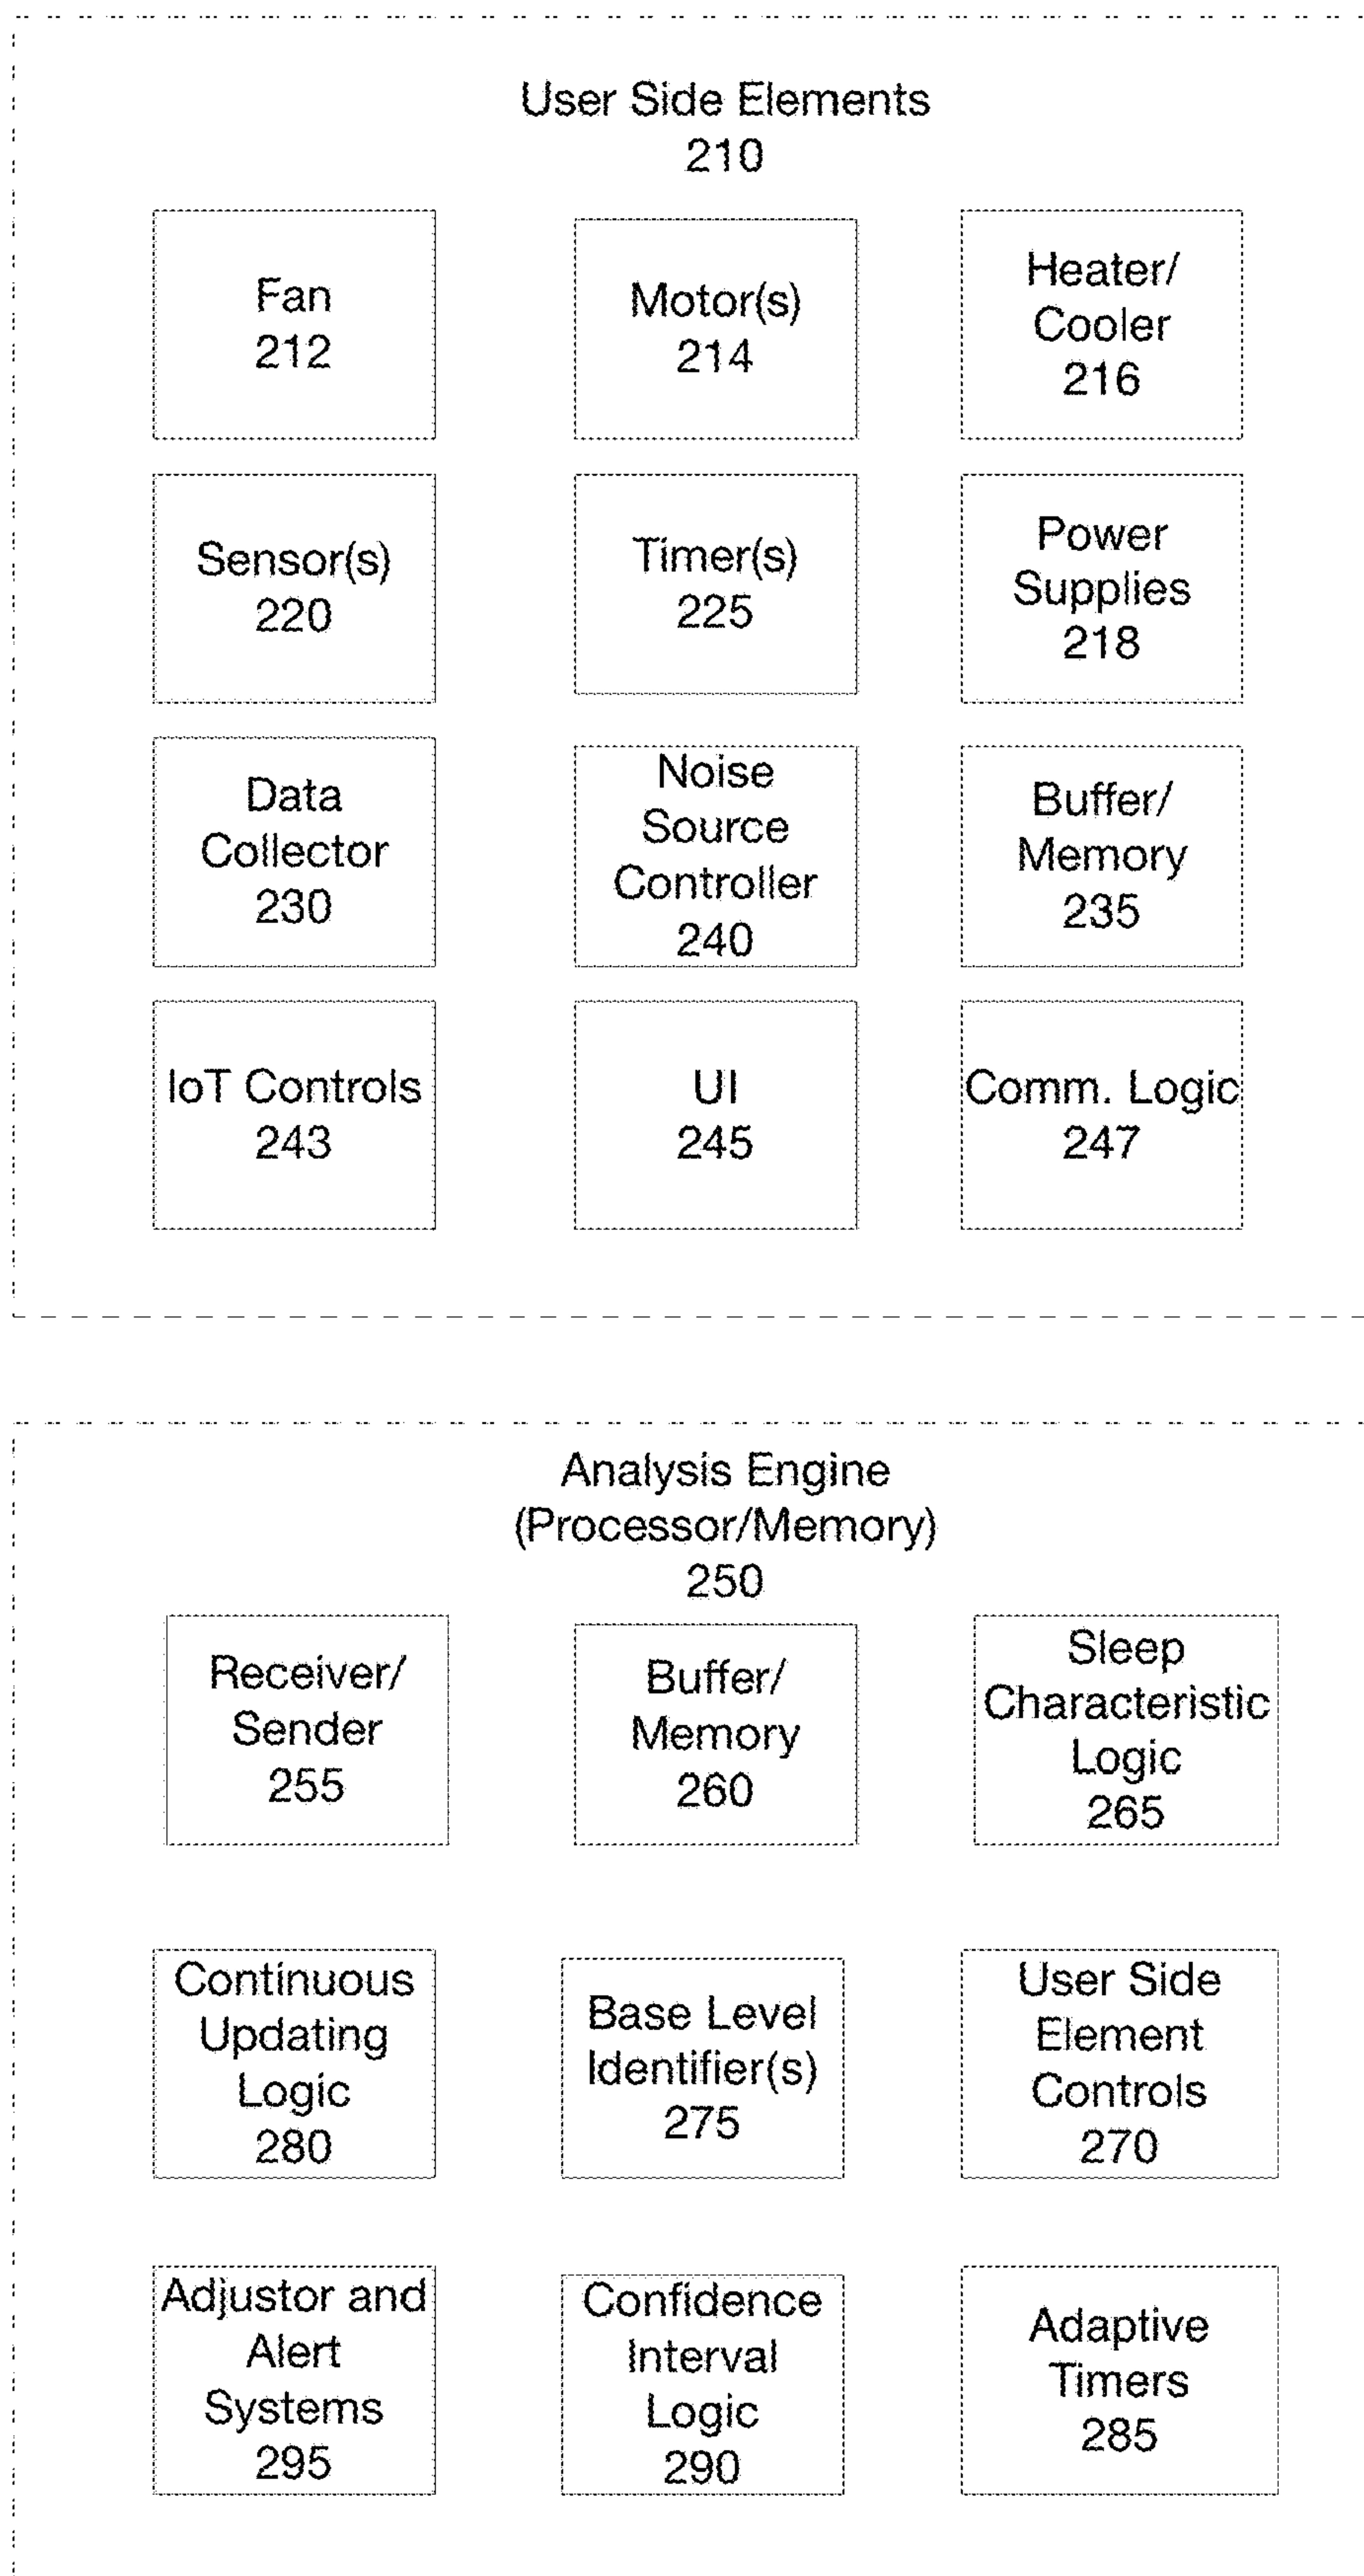 User Side Elements
210
Fan
212
Motor(s)
214
Heater/
Cooler
216
Sensor(s)
220
Timer(s)
225
Power
Supplies
218
Data
Collector
230
Noise
Source
Controller
240
Buffer/
Memory
235
IoT Controls
243
UI
245
Comm. Logic
247
Analysis Engine
(Processor/Memory)
250
Receiver/
Sender
255
Buffer/
Memory
260
Sleep
Characteristic
Logic
265
Continuous
Updating
Logic
280
Base Level
Identifier(s)
275
User Side
Element
Controls
270
Adjustor and
Alert
Systems
295
Confidence
Interval
Logic
290
Adaptive
Timers
285